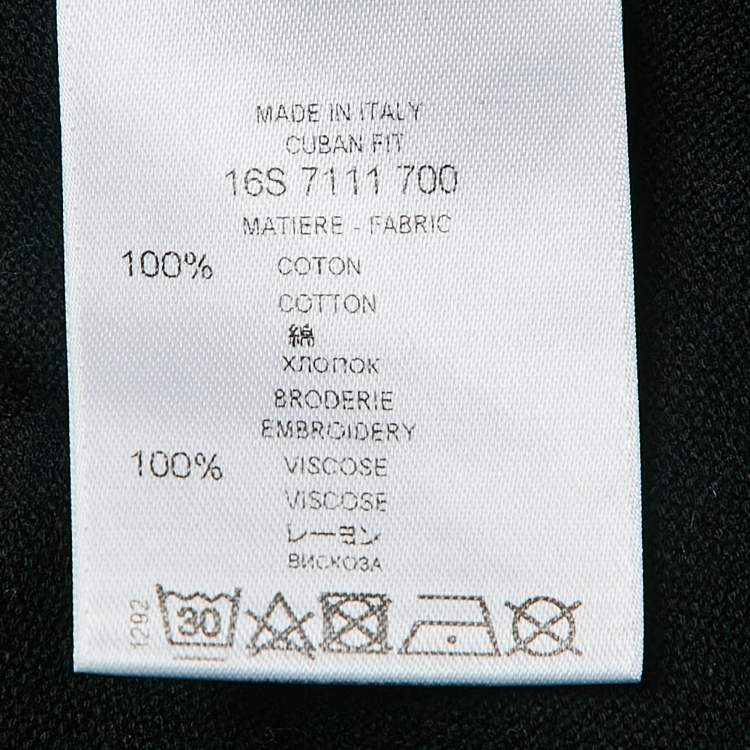 MADE IN ITALY
CUBAN FIT
16S 7111 700
MATIERE - FABRIC
100% COTON
COTTON
綿
ХЛОПОК
BRODERIE
EMBROIDERY
100% VISCOSE
VISCOSE
レーヨン
ВИСКОЗА
1292 30